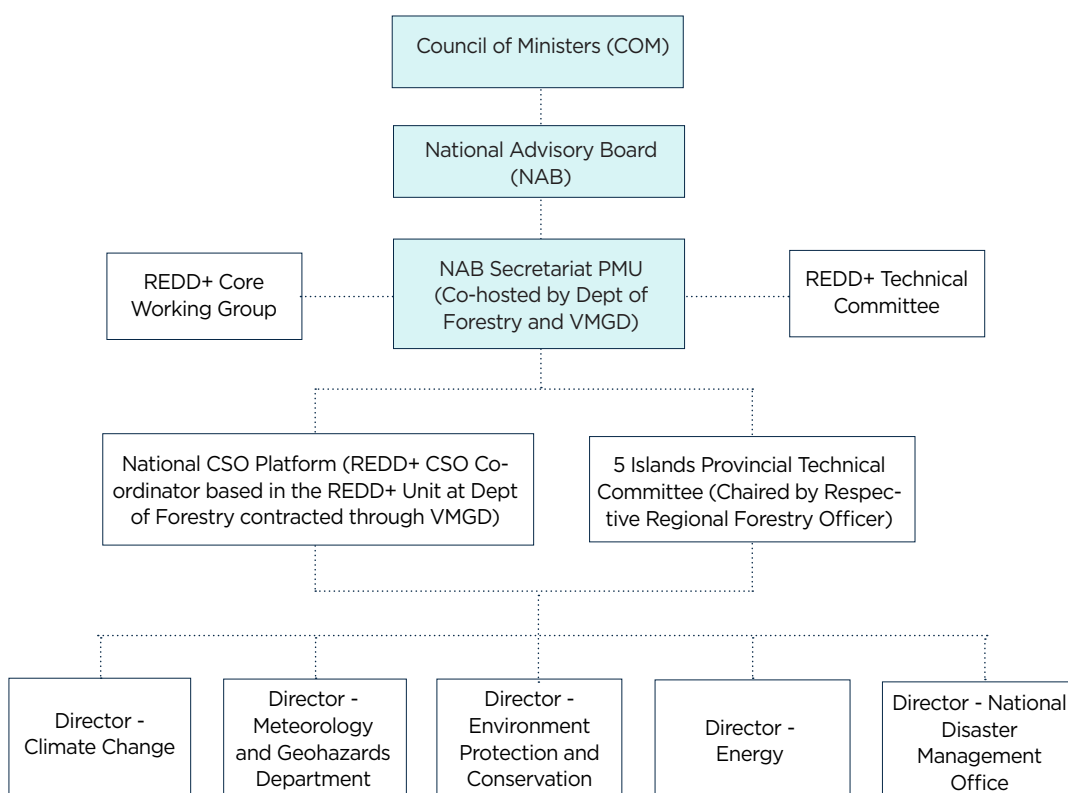 Council of Ministers (COM)
National Advisory Board
(NAB)
REDD+ Core
Working Group
NAB Secretariat PMU
(Co-hosted by Dept of
Forestry and VMGD)
REDD+ Technical
Committee
National CSO Platform (REDD+ CSO Co-
ordinator based in the REDD+ Unit at Dept
of Forestry contracted through VMGD)
5 Islands Provincial Technical
Committee (Chaired by Respec-
tive Regional Forestry Officer)
Director -
Climate Change
Director -
Meteorology
and Geohazards
Department
Director -
Environment
Protection and
Conservation
Director -
Energy
Director - National
Disaster
Management
Office